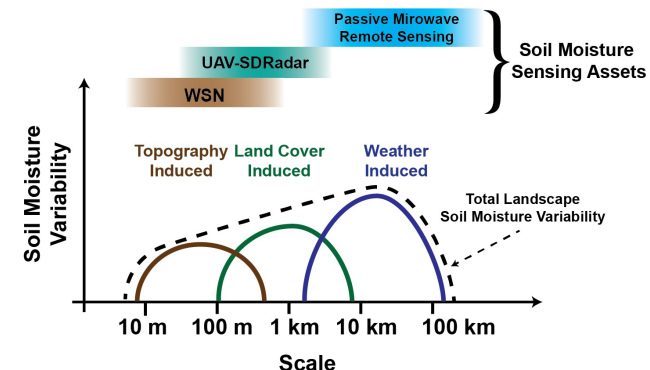 Passive Mirowave
Remote Sensing
UAV-SDRadar
WSN
Soil Moisture
Sensing Assets
Soil Moisture
Variability
Topography
Induced
Land Cover
Induced
Weather
Induced
Total Landscape
Soil Moisture Variability
10 m
100 m
1 km
10 km
100 km
Scale